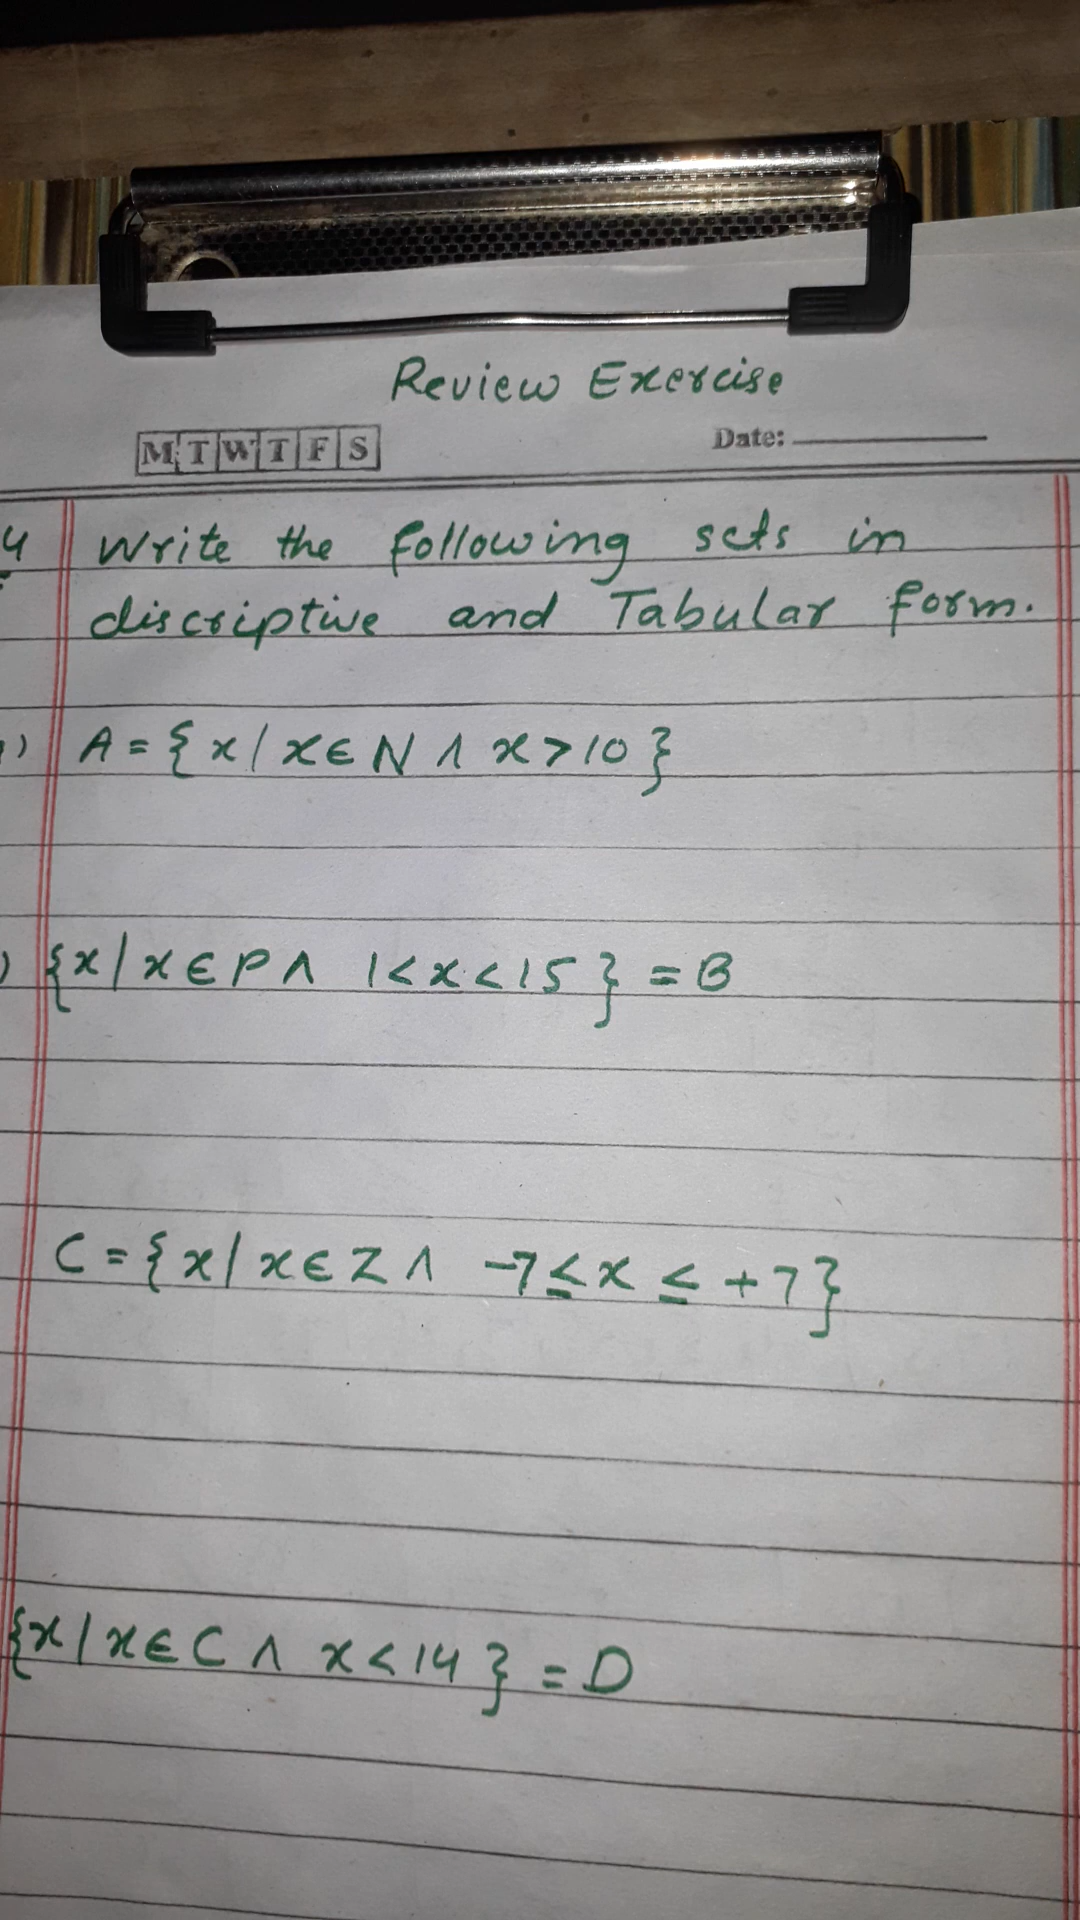 Review Exercise
M T W T F S Date:
4 Write the following sets in
discriptive and Tabular form.
) A = { x / x ∈ N ∧ x > 10 }
) { x / x ∈ P ∧ 1 < x < 15 } = B
C = { x / x ∈ Z ∧ -7 ≤ x ≤ +7 }
{ x / x ∈ C ∧ x < 14 } = D